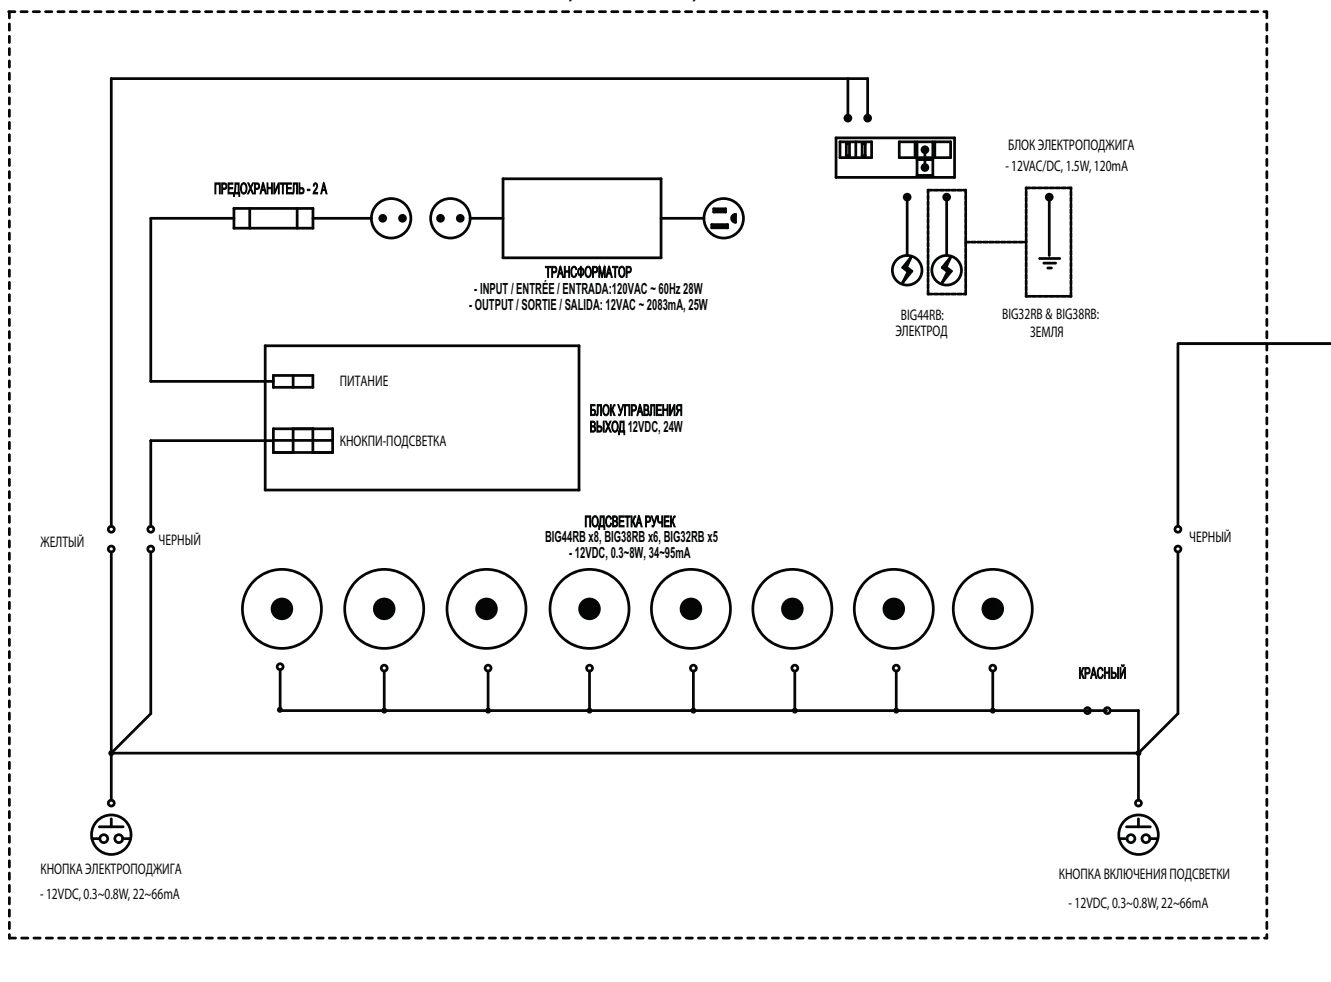 БЛОК ЭЛЕКТРОПОДЖИГА
- 12VAC/DC, 1.5W, 120mA
ПРЕДОХРАНИТЕЛЬ - 2 А
ТРАНСФОРМАТОР
- INPUT / ENTRÉE / ENTRADA:120VAC ~ 60Hz 28W
- OUTPUT / SORTIE / SALIDA: 12VAC ~ 2083mA, 25W
BIG44RB:
ЭЛЕКТРОД
BIG32RB & BIG38RB:
ЗЕМЛЯ
ПИТАНИЕ
КНОКПИ-ПОДСВЕТКА
БЛОК УПРАВЛЕНИЯ
ВЫХОД 12VDC, 24W
ЖЕЛТЫЙ
ЧЕРНЫЙ
ПОДСВЕТКА РУЧЕК
BIG44RB x8, BIG38RB x6, BIG32RB x5
- 12VDC, 0.3~8W, 34~95mA
ЧЕРНЫЙ
КРАСНЫЙ
КНОПКА ЭЛЕКТРОПОДЖИГА
- 12VDC, 0.3~0.8W, 22~66mA
КНОПКА ВКЛЮЧЕНИЯ ПОДСВЕТКИ
- 12VDC, 0.3~0.8W, 22~66mA